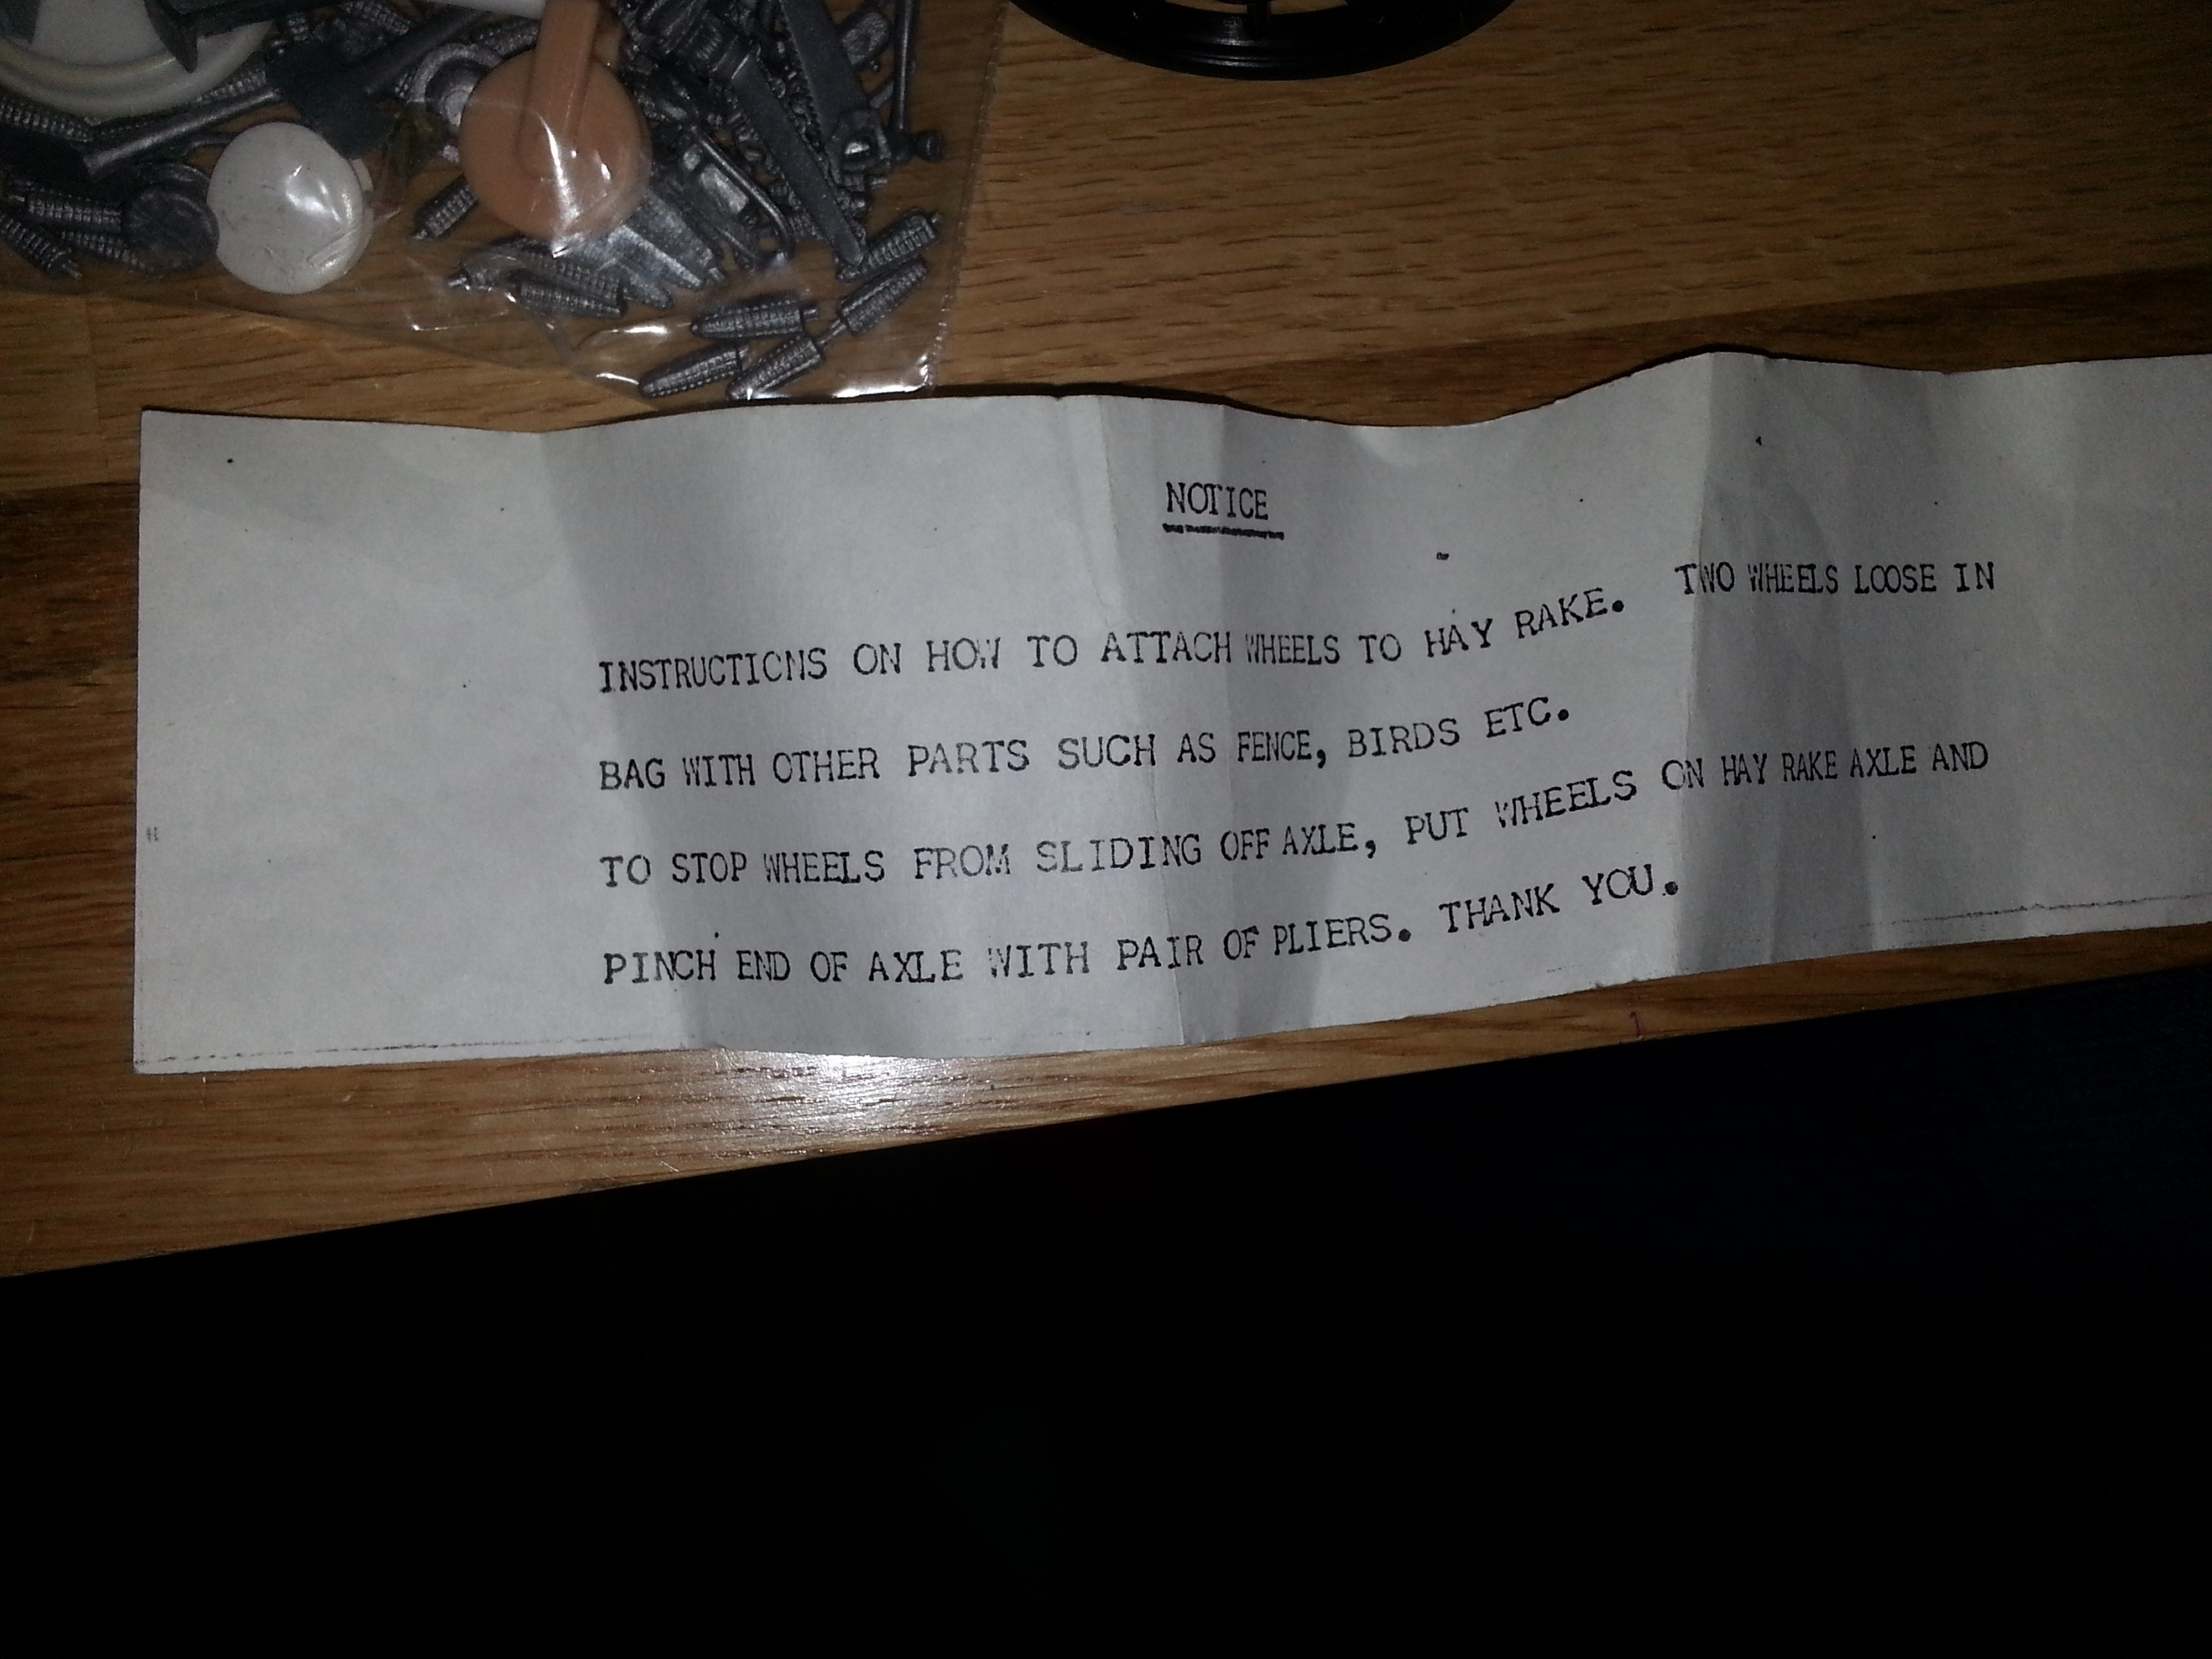 NOTICE
INSTRUCTIONS ON HOW TO ATTACH WHEELS TO HAY RAKE. TWO WHEELS LOOSE IN
BAG WITH OTHER PARTS SUCH AS FENCE, BIRDS ETC.
TO STOP WHEELS FROM SLIDING OFF AXLE, PUT WHEELS ON HAY RAKE AXLE AND
PINCH END OF AXLE WITH PAIR OF PLIERS. THANK YOU.